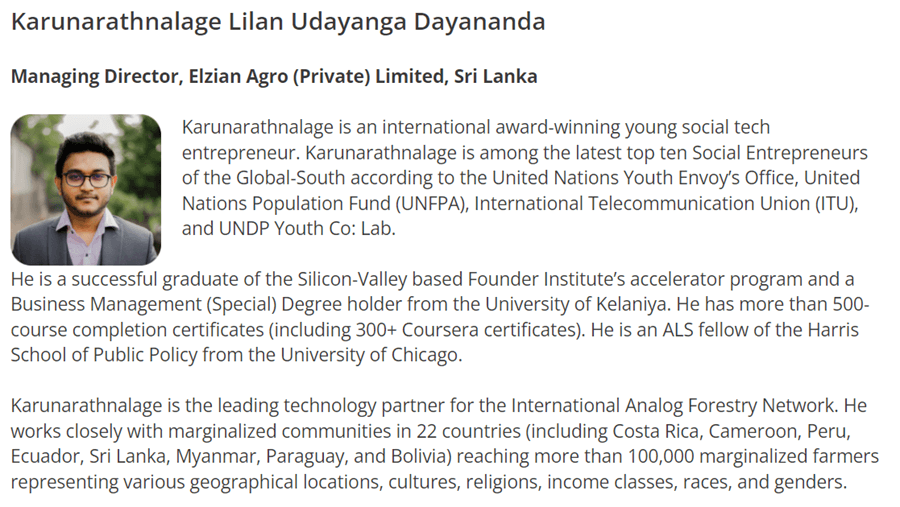 Karunarathnalage Lilan Udayanga Dayananda
Managing Director, Elzian Agro (Private) Limited, Sri Lanka
Karunarathnalage is an international award-winning young social tech
entrepreneur. Karunarathnalage is among the latest top ten Social Entrepreneurs
of the Global-South according to the United Nations Youth Envoy's Office, United
Nations Population Fund (UNFPA), International Telecommunication Union (ITU),
and UNDP Youth Co: Lab.
He is a successful graduate of the Silicon-Valley based Founder Institute's accelerator program and a
Business Management (Special) Degree holder from the University of Kelaniya. He has more than 500-
course completion certificates (including 300+ Coursera certificates). He is an ALS fellow of the Harris
School of Public Policy from the University of Chicago.
Karunarathnalage is the leading technology partner for the International Analog Forestry Network. He
works closely with marginalized communities in 22 countries (including Costa Rica, Cameroon, Peru,
Ecuador, Sri Lanka, Myanmar, Paraguay, and Bolivia) reaching more than 100,000 marginalized farmers
representing various geographical locations, cultures, religions, income classes, races, and genders.